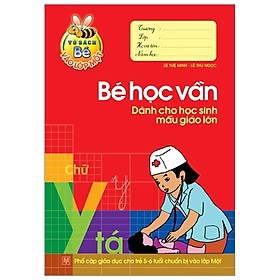 TỦ SÁCH
Bé
VÀO LỚP MỘT
Trường:
Lớp:
Họ và tên:
Năm học:
LÊ TUỆ MINH - LÊ THU NGỌC
Bé học vần
Dành cho học sinh
mẫu giáo lớn
Chữ
y
y tá
Phổ cập giáo dục cho trẻ 5-6 tuổi chuẩn bị vào lớp Một